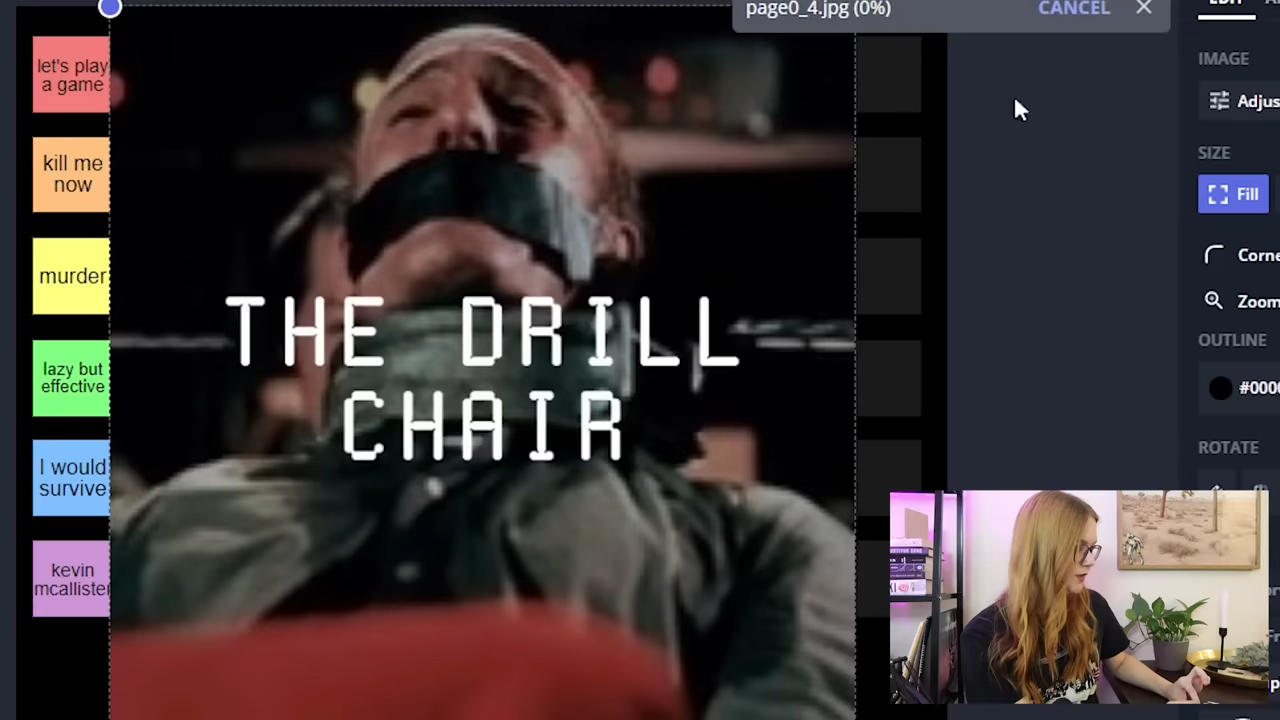 page0_4.jpg (0%)
CANCEL
IMAGE
Adjus
SIZE
Fill
Corne
Zoom
OUTLINE
#0000
ROTATE
let's play
a game
kill me
now
murder
lazy but
effective
I would
survive
kevin
mcallister
THE DRILL
CHAIR